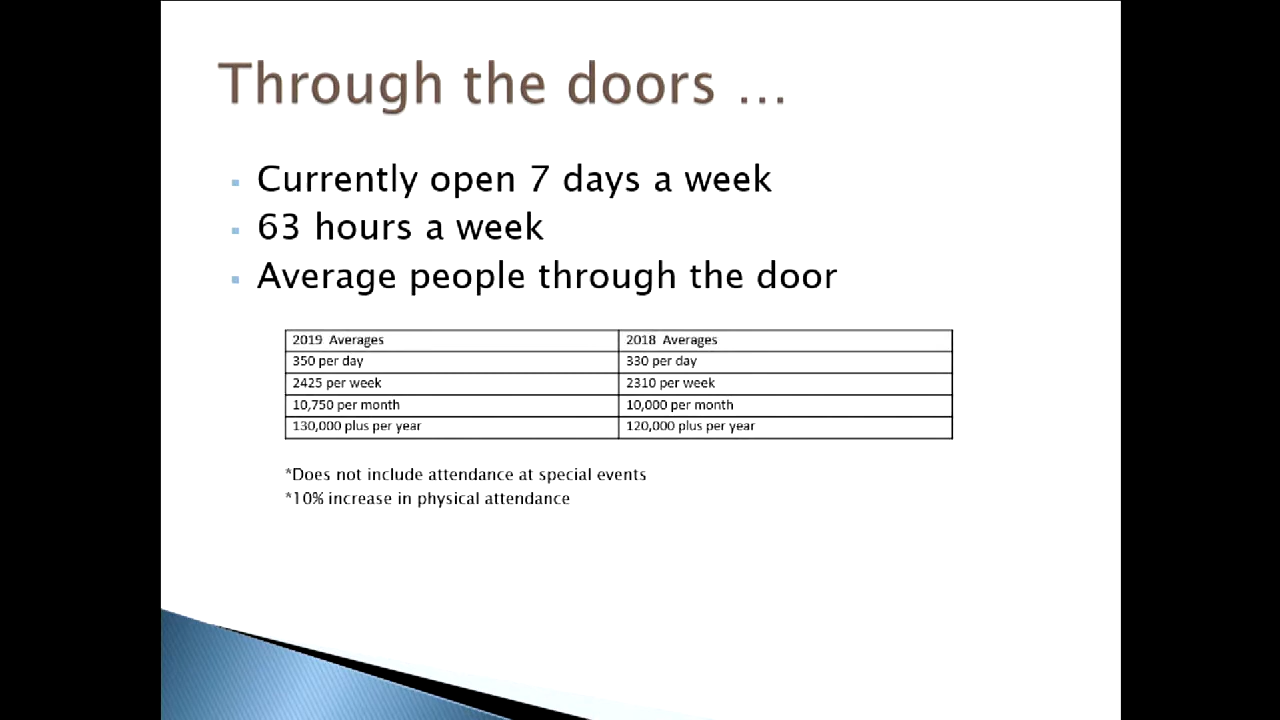 Through the doors ...
Currently open 7 days a week
63 hours a week
Average people through the door
2019 Averages 2018 Averages
350 per day 330 per day
2425 per week 2310 per week
10,750 per month 10,000 per month
130,000 plus per year 120,000 plus per year
*Does not include attendance at special events
*10% increase in physical attendance